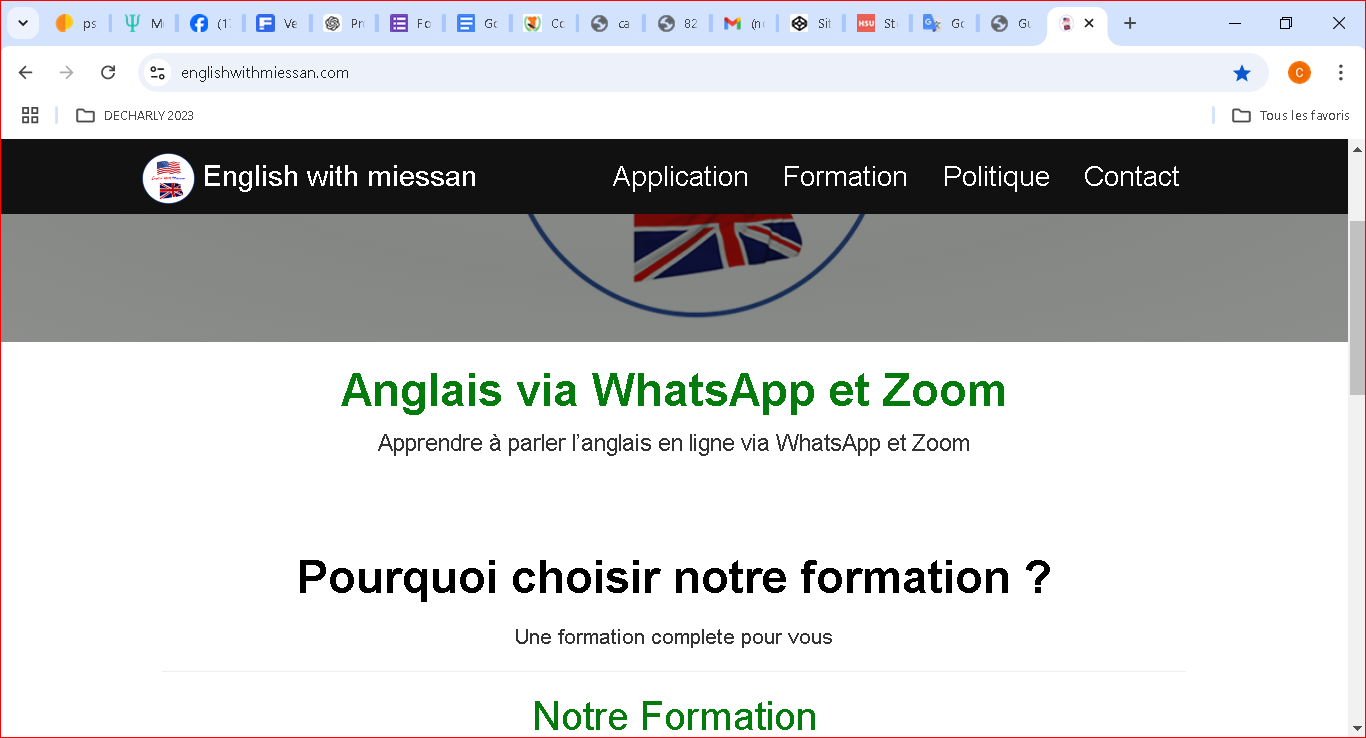 ps
Mi
(1
Ve
Pr
Fo
Go
Co
ca
82
(no
Sit
St
Go
Gu
englishwithmiessan.com
C
DECHARLY 2023
Tous les favoris
English with miessan
Application
Formation
Politique
Contact
Anglais via WhatsApp et Zoom
Apprendre à parler l’anglais en ligne via WhatsApp et Zoom
Pourquoi choisir notre formation ?
Une formation complete pour vous
Notre Formation